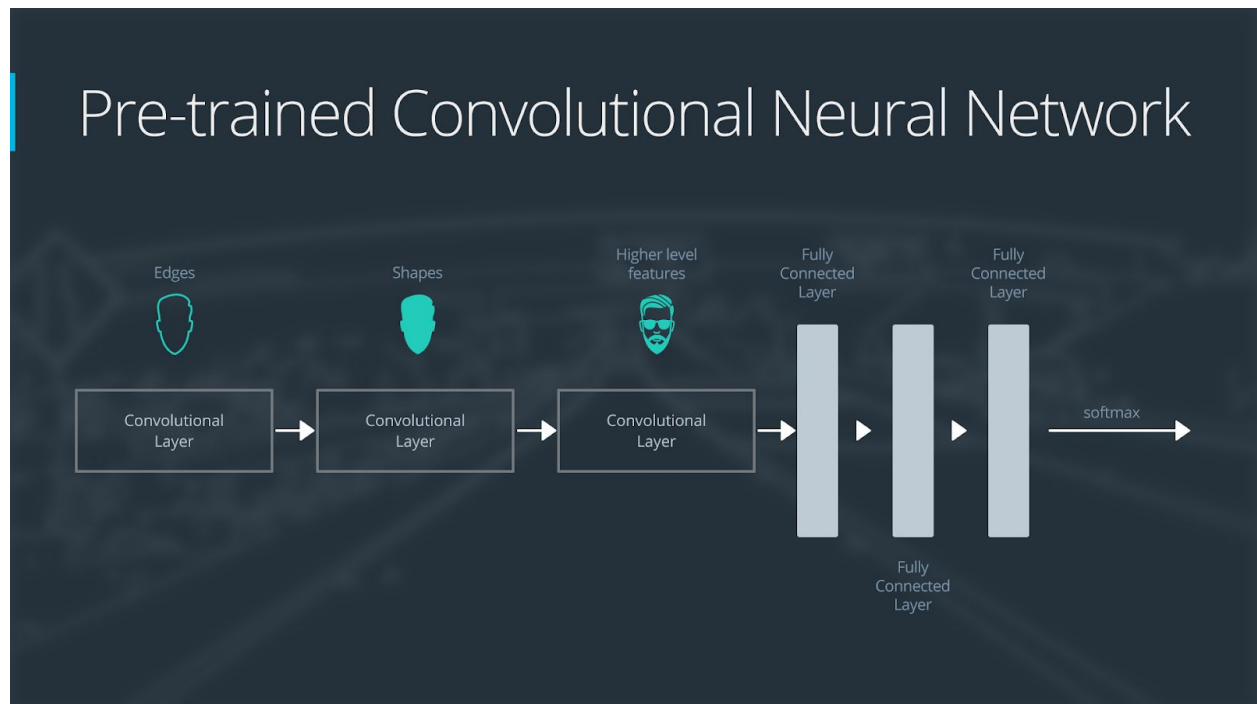 Pre-trained Convolutional Neural Network
Edges
Shapes
Higher level
features
Fully
Connected
Layer
Fully
Connected
Layer
Convolutional
Layer
Convolutional
Layer
Convolutional
Layer
softmax
Fully
Connected
Layer